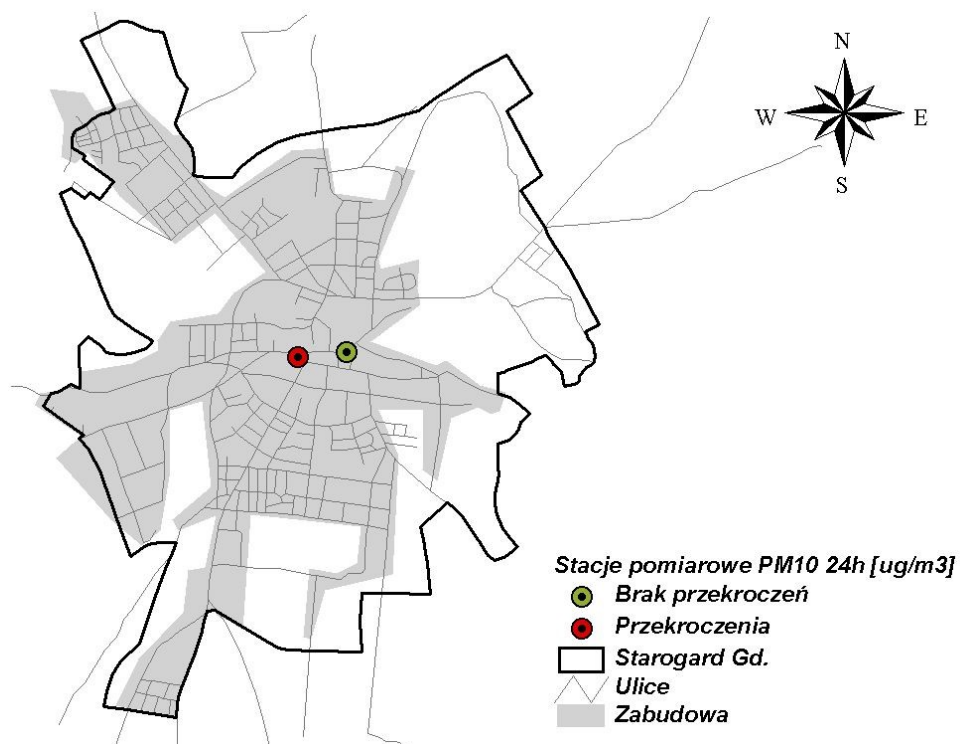 N
W E
S
Stacje pomiarowe PM10 24h [ug/m3]
Brak przekroczeń
Przekroczenia
Starogard Gd.
Ulice
Zabudowa